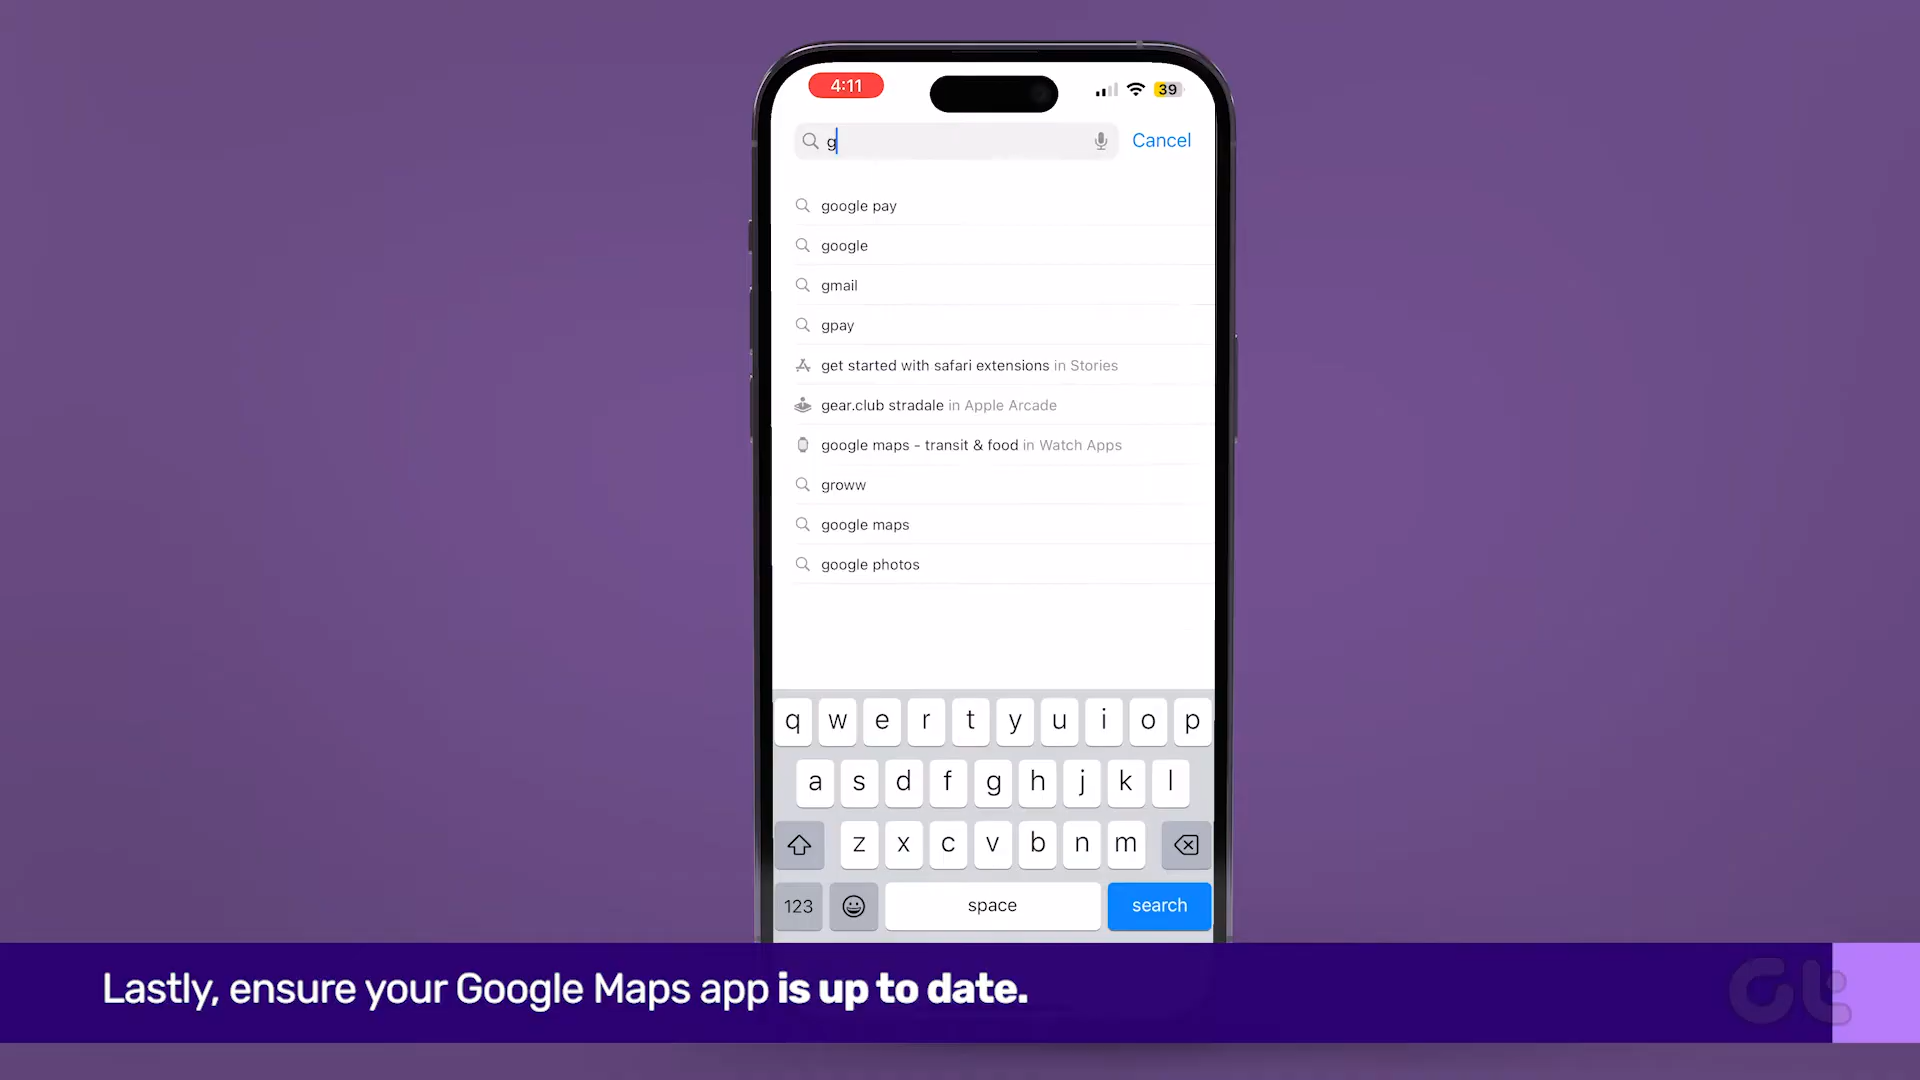 4:11
39
g
Cancel
google pay
google
gmail
gpay
get started with safari extensions in Stories
gear.club stradale in Apple Arcade
google maps - transit & food in Watch Apps
groww
google maps
google photos
q w e r t y u i o p
a s d f g h j k l
z x c v b n m
123
space
search
Lastly, ensure your Google Maps app is up to date.
Gt